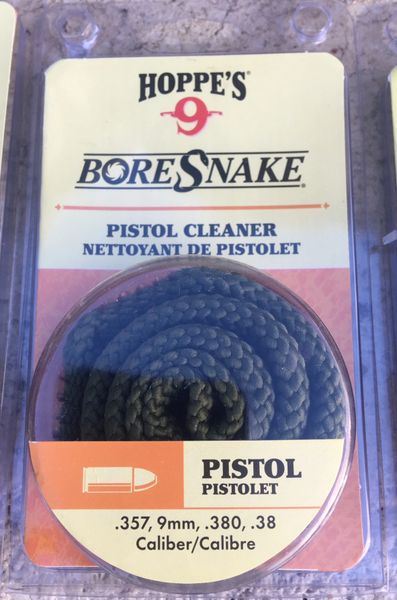 HOPPE'S
9
BORESNAKE
PISTOL CLEANER
NETTOYANT DE PISTOLET
PISTOL
PISTOLET
.357, 9mm, .380, .38
Caliber/Calibre